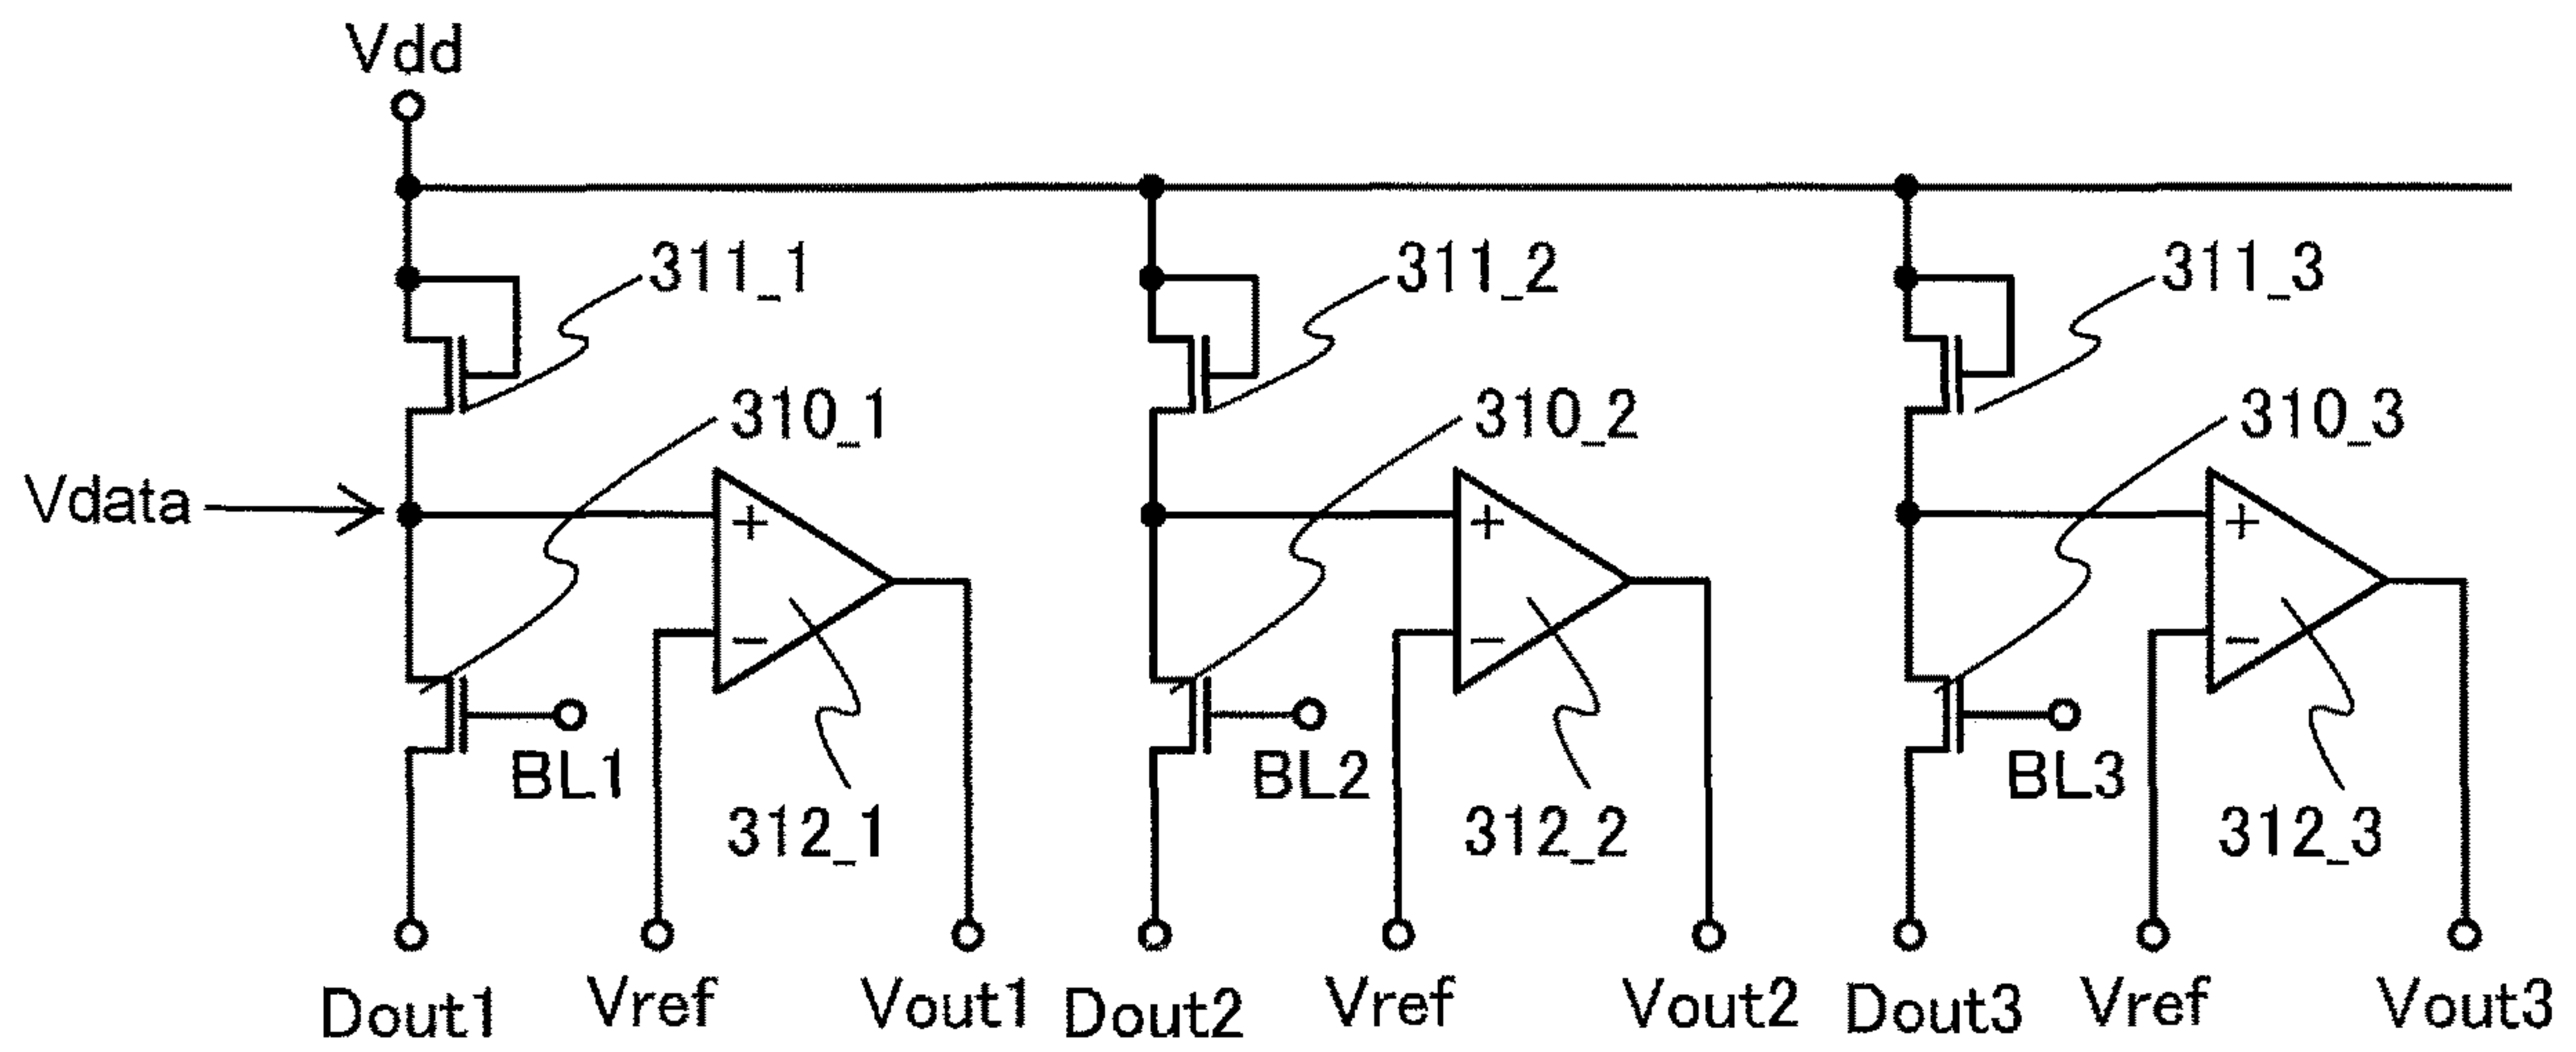 Vdd
311_1
311_2
311_3
310_1
310_2
310_3
Vdata
+
+
+
−
−
−
BL1
BL2
BL3
312_1
312_2
312_3
Dout1
Vref
Vout1
Dout2
Vref
Vout2
Dout3
Vref
Vout3